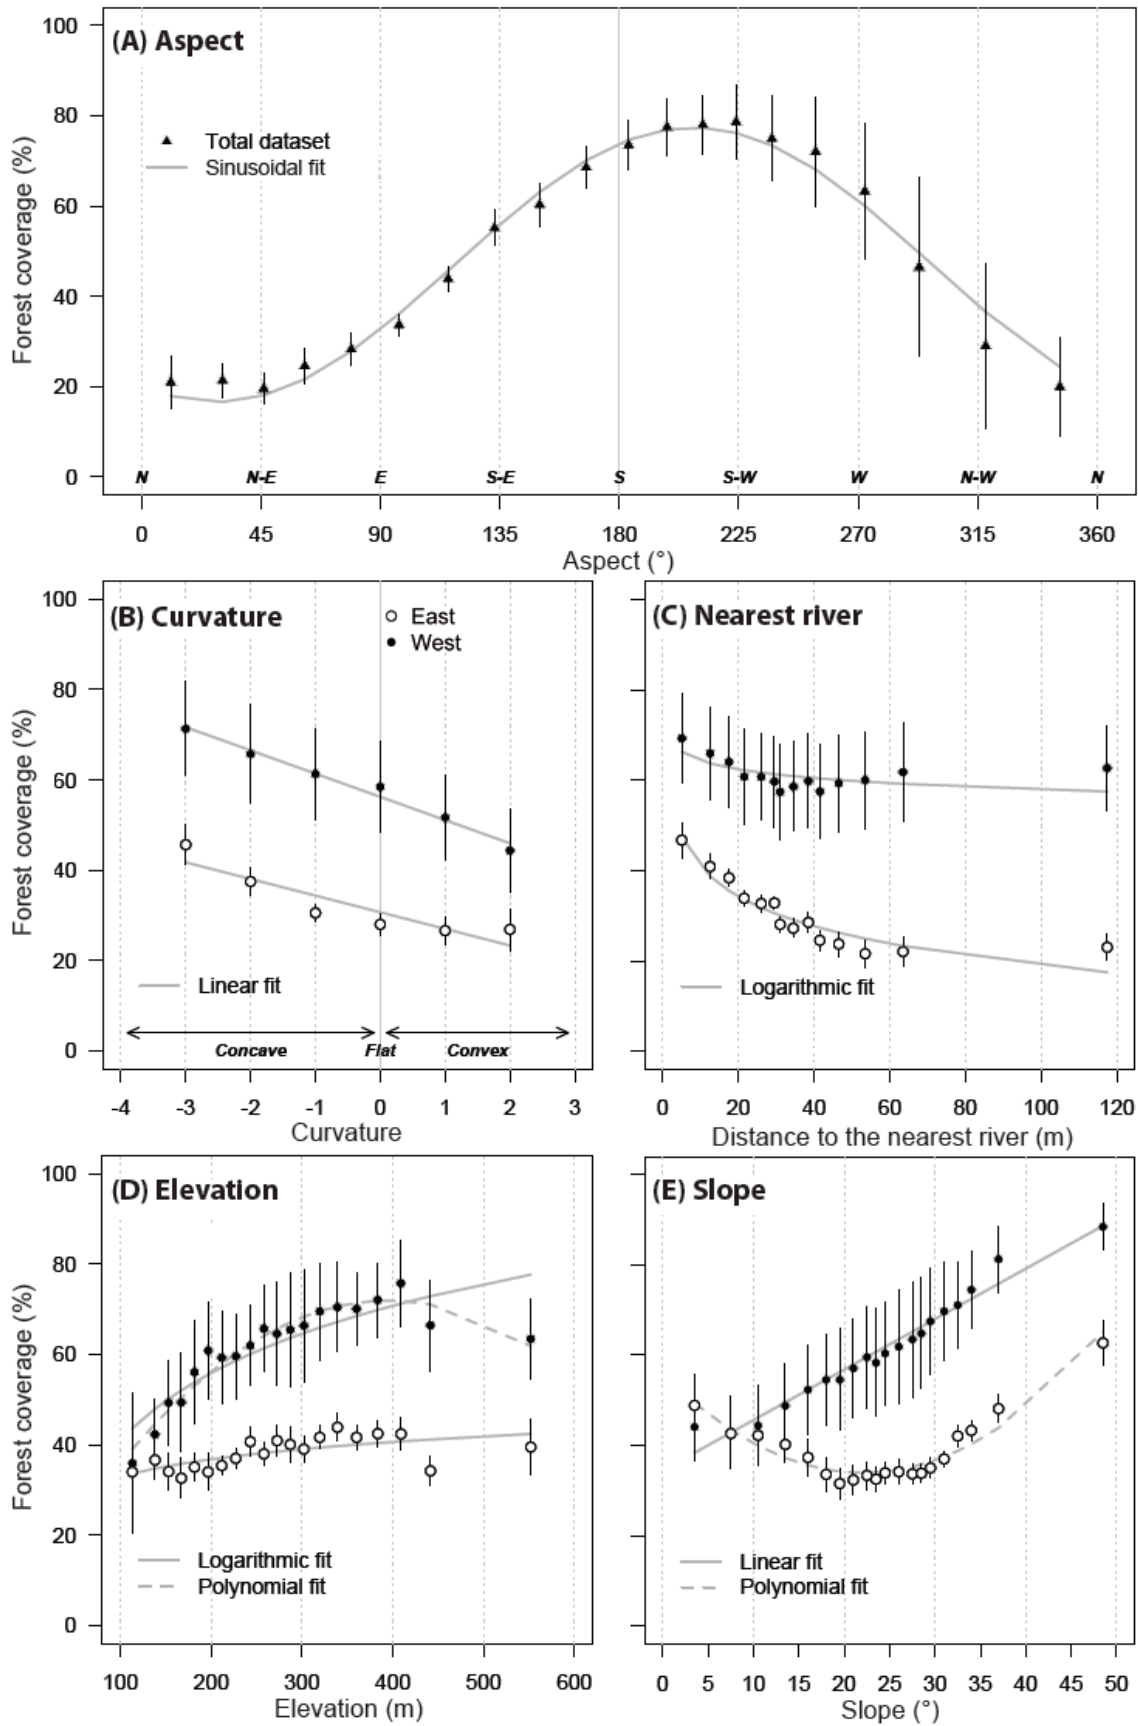 (A) Aspect
Total dataset
Sinusoidal fit
Forest coverage (%)
100
80
60
40
20
0
N N-E E S-E S S-W W N-W N
0 45 90 135 180 225 270 315 360
Aspect (°)
(B) Curvature
East
West
Forest coverage (%)
100
80
60
40
20
0
Linear fit
Concave Flat Convex
-4 -3 -2 -1 0 1 2 3
Curvature
(C) Nearest river
Logarithmic fit
0 20 40 60 80 100 120
Distance to the nearest river (m)
(D) Elevation
Forest coverage (%)
100
80
60
40
20
0
Logarithmic fit
Polynomial fit
100 200 300 400 500 600
Elevation (m)
(E) Slope
Linear fit
Polynomial fit
0 5 10 15 20 25 30 35 40 45 50
Slope (°)